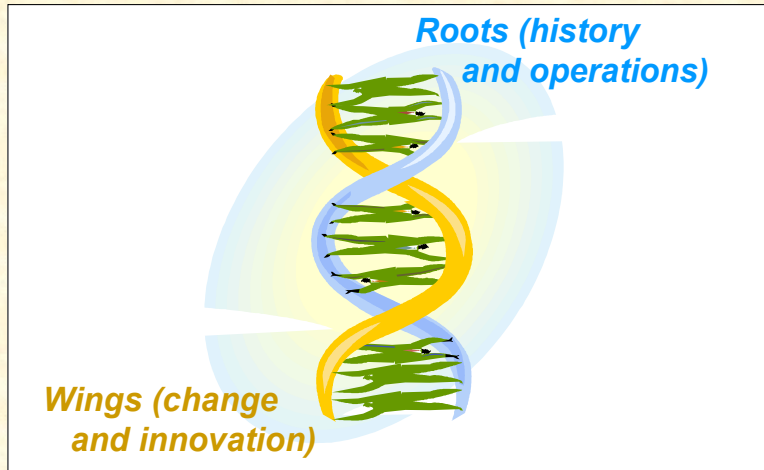 Roots (history
and operations)
Wings (change
and innovation)